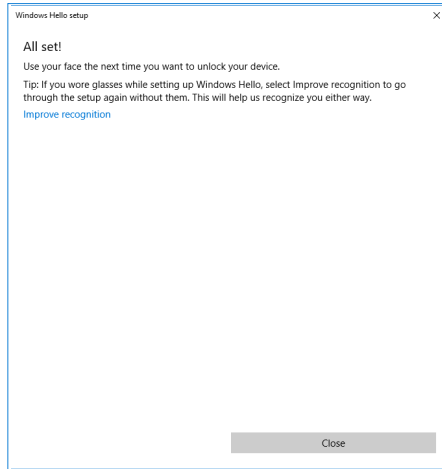 Windows Hello setup
All set!
Use your face the next time you want to unlock your device.
Tip: If you wore glasses while setting up Windows Hello, select Improve recognition to go
through the setup again without them. This will help us recognize you either way.
Improve recognition
Close